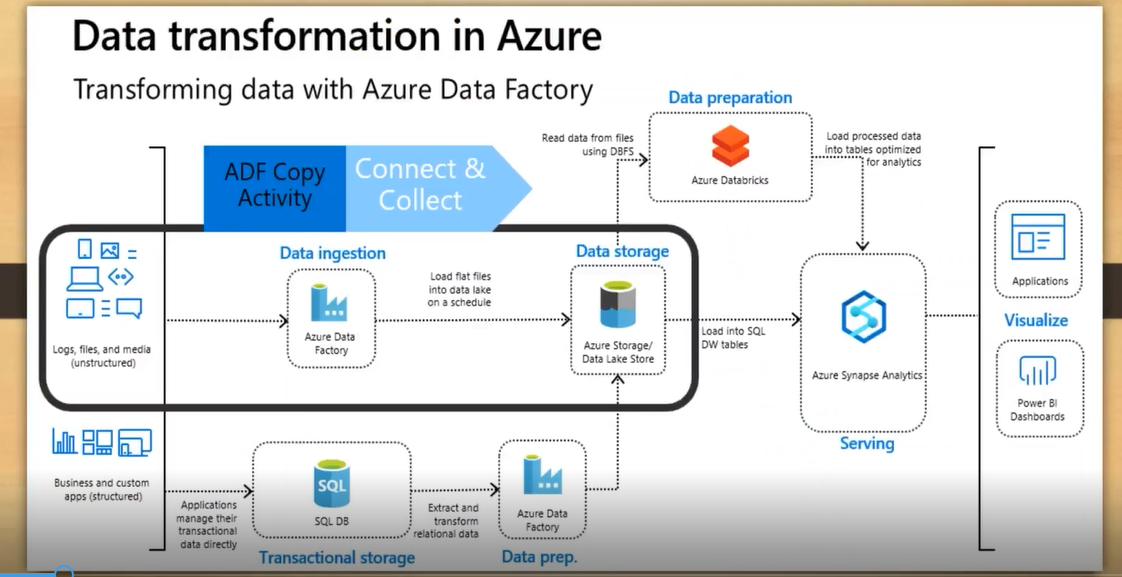 Data transformation in Azure
Transforming data with Azure Data Factory
ADF Copy
Activity
Connect &
Collect
Data preparation
Read data from files
using DBFS
Azure Databricks
Load processed data
into tables optimized
for analytics
Logs, files, and media
(unstructured)
Data ingestion
Azure Data
Factory
Load flat files
into data lake
on a schedule
Data storage
Azure Storage/
Data Lake Store
Load into SQL
DW tables
Azure Synapse Analytics
Serving
Applications
Visualize
Power BI
Dashboards
Business and custom
apps (structured)
Applications
manage their
transactional
data directly
SQL
SQL DB
Transactional storage
Extract and
transform
relational data
Azure Data
Factory
Data prep.